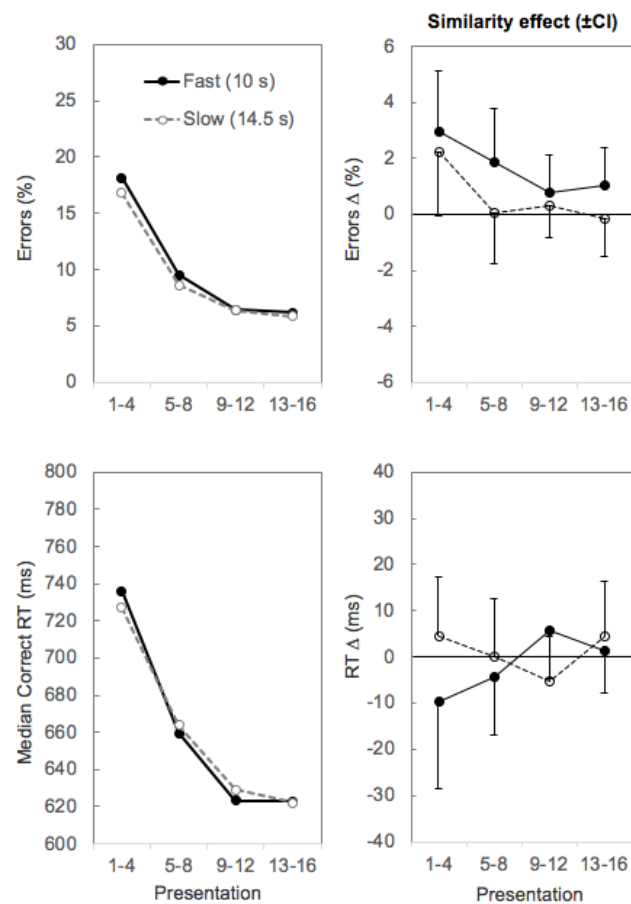 Similarity effect (±CI)
Errors (%)
30
25
20
15
10
5
0
Fast (10 s)
Slow (14.5 s)
1-4 5-8 9-12 13-16
Errors Δ (%)
6
4
2
0
-2
-4
-6
1-4 5-8 9-12 13-16
Median Correct RT (ms)
800
780
760
740
720
700
680
660
640
620
600
1-4 5-8 9-12 13-16
Presentation
RT Δ (ms)
40
30
20
10
0
-10
-20
-30
-40
1-4 5-8 9-12 13-16
Presentation